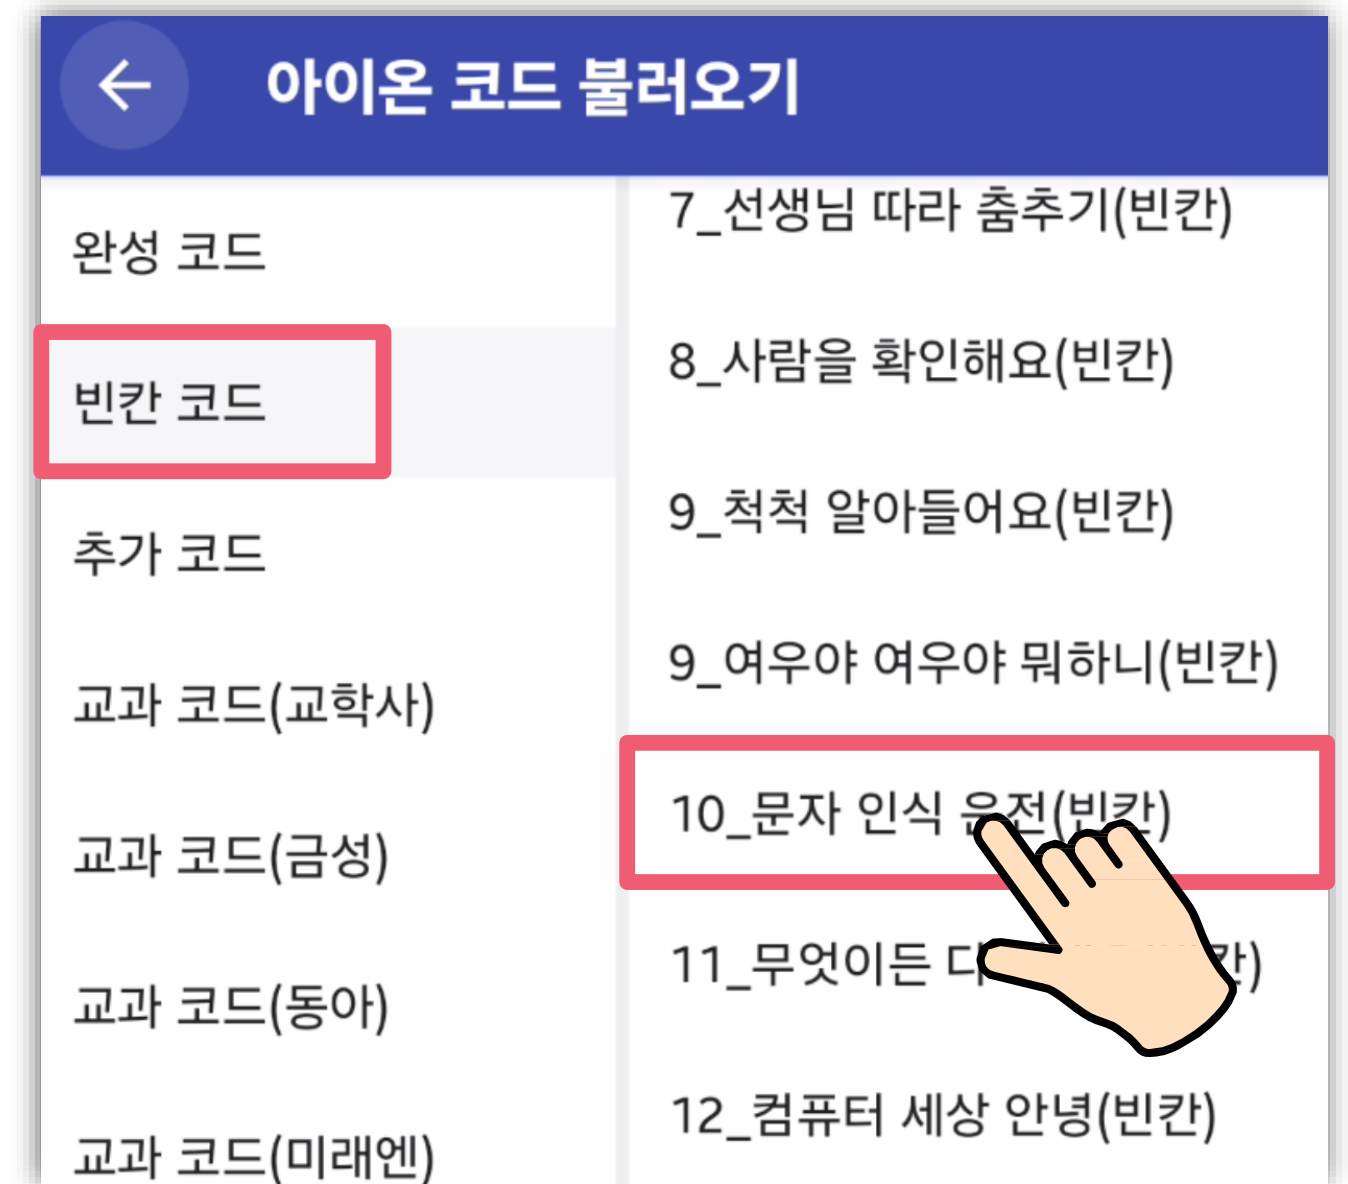 아이온 코드 불러오기
완성 코드
빈칸 코드
추가 코드
교과 코드(교학사)
교과 코드(금성)
교과 코드(동아)
교과 코드(미래엔)
7_선생님 따라 춤추기(빈칸)
8_사람을 확인해요(빈칸)
9_척척 알아들어요(빈칸)
9_여우야 여우야 뭐하니(빈칸)
10_문자 인식 운전(빈칸)
11_무엇이든
12_컴퓨터 세상 안녕(빈칸)